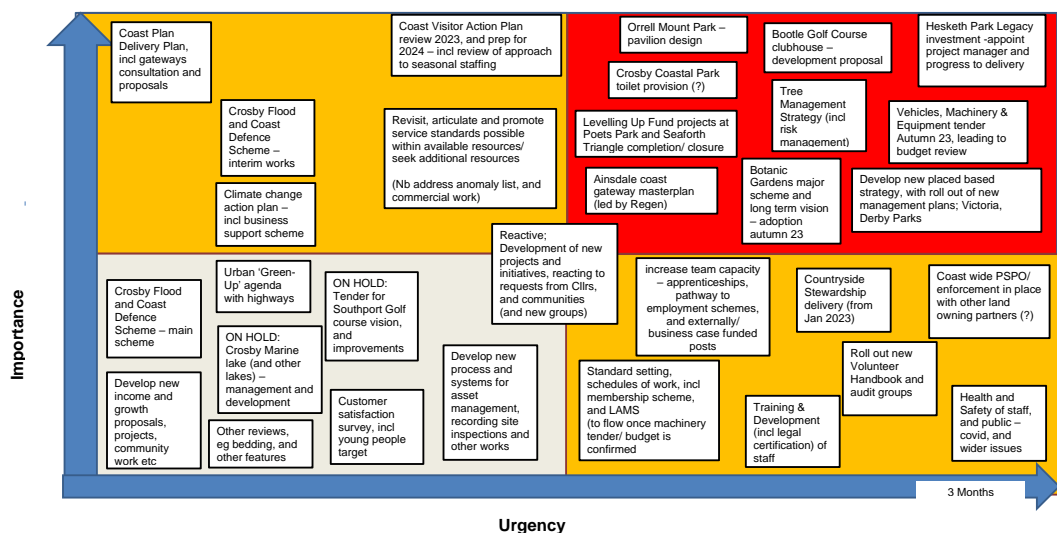 Coast Plan
Delivery Plan,
incl gateways
consultation and
proposals
Coast Visitor Action Plan
review 2023, and prep for
2024 – incl review of approach
to seasonal staffing
Orrell Mount Park –
pavilion design
Bootle Golf Course
clubhouse –
development proposal
Hesketh Park Legacy
investment -appoint
project manager and
progress to delivery
Crosby Coastal Park
toilet provision (?)
Crosby Flood
and Coast
Defence
Scheme –
interim works
Revisit, articulate and promote
service standards possible
within available resources/
seek additional resources
(Nb address anomaly list, and
commercial work)
Levelling Up Fund projects at
Poets Park and Seaforth
Triangle completion/ closure
Tree
Management
Strategy (incl
risk
management)
Vehicles, Machinery &
Equipment tender
Autumn 23, leading to
budget review
Climate change
action plan –
incl business
support scheme
Ainsdale coast
gateway masterplan
(led by Regen)
Botanic
Gardens major
scheme and
long term vision
– adoption
autumn 23
Develop new placed based
strategy, with roll out of new
management plans; Victoria,
Derby Parks
Reactive;
Development of new
projects and
initiatives, reacting to
requests from Cllrs,
and communities
(and new groups)
Importance
Crosby Flood
and Coast
Defence
Scheme – main
scheme
Urban ‘Green-
Up’ agenda
with highways
ON HOLD:
Tender for
Southport Golf
course vision,
and
improvements
increase team capacity
– apprenticeships,
pathway to
employment schemes,
and externally/
business case funded
posts
Countryside
Stewardship
delivery (from
Jan 2023)
Coast wide PSPO/
enforcement in place
with other land
owning partners (?)
ON HOLD:
Crosby Marine
lake (and other
lakes) –
management and
development
Develop new
process and
systems for
asset
management,
recording site
inspections and
other works
Roll out new
Volunteer
Handbook and
audit groups
Develop new
income and
growth
proposals,
projects,
community
work etc
Customer
satisfaction
survey, incl
young people
target
Standard setting,
schedules of work, incl
membership scheme,
and LAMS
(to flow once machinery
tender/ budget is
confirmed
Other reviews,
eg bedding, and
other features
Training &
Development
(incl legal
certification) of
staff
Health and
Safety of staff,
and public –
covid, and
wider issues
3 Months
Urgency